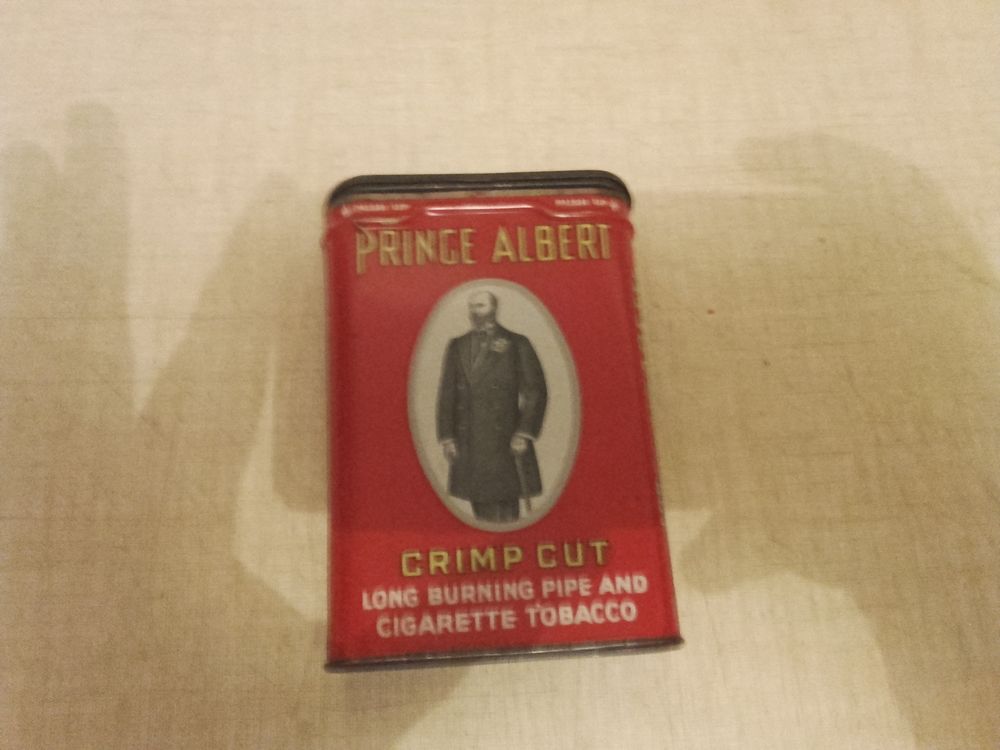 PRINCE ALBERT
CRIMP CUT
LONG BURNING PIPE AND
CIGARETTE TOBACCO